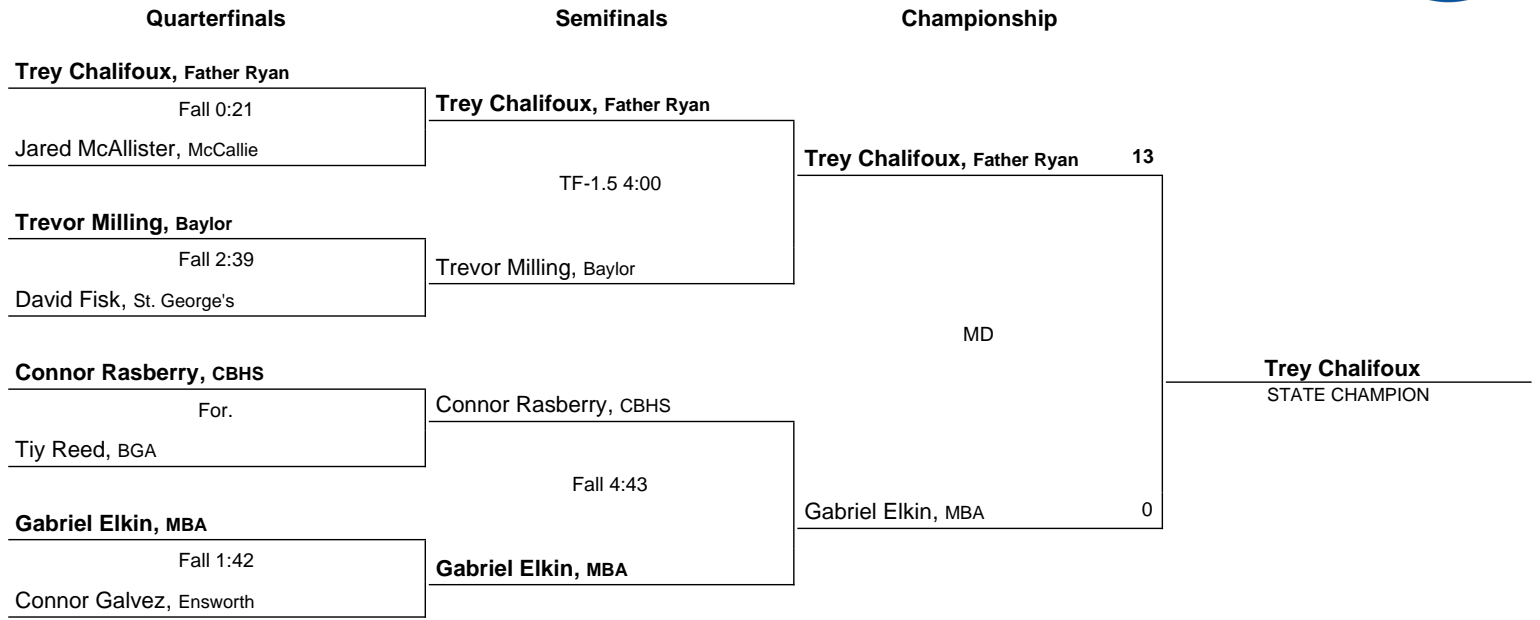 Quarterfinals Semifinals Championship
Trey Chalifoux, Father Ryan
Fall 0:21
Jared McAllister, McCallie
Trevor Milling, Baylor
Fall 2:39
David Fisk, St. George's
Connor Rasberry, CBHS
For.
Tiy Reed, BGA
Gabriel Elkin, MBA
Fall 1:42
Connor Galvez, Ensworth
Trey Chalifoux, Father Ryan
TF-1.5 4:00
Trevor Milling, Baylor
Connor Rasberry, CBHS
Fall 4:43
Gabriel Elkin, MBA
Trey Chalifoux, Father Ryan 13
MD
Gabriel Elkin, MBA 0
Trey Chalifoux
STATE CHAMPION